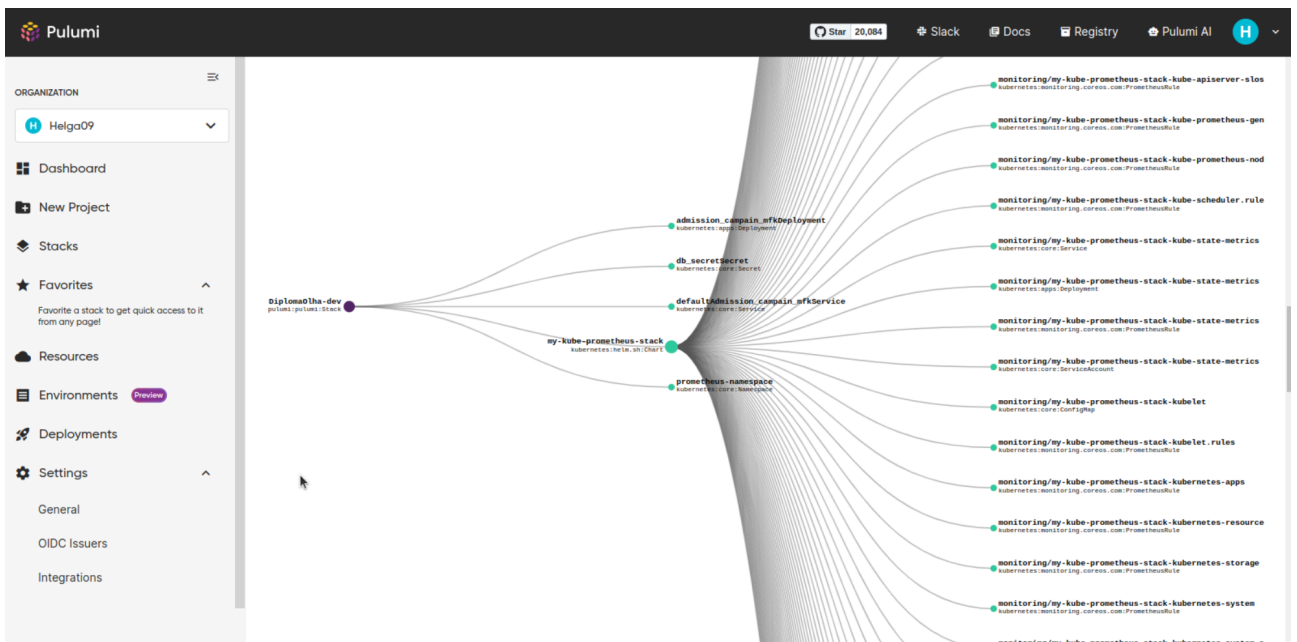 Pulumi
Star 20,084
Slack
Docs
Registry
Pulumi AI
H
ORGANIZATION
H Helga09
Dashboard
New Project
Stacks
Favorites
Favorite a stack to get quick access to it
from any page!
Resources
Environments Preview
Deployments
Settings
General
OIDC Issuers
Integrations
DiplomaOlha-dev
pulumi:pulumi:Stack
admission_campain_mfkDeployment
kubernetes:apps:Deployment
db_secretSecret
kubernetes:core:Secret
defaultAdmission_campain_mfkService
kubernetes:core:Service
my-kube-prometheus-stack
kubernetes:helm.sh:Chart
prometheus-namespace
kubernetes:core:Namespace
monitoring/my-kube-prometheus-stack-kube-apiserver-slos
kubernetes:monitoring.coreos.com:PrometheusRule
monitoring/my-kube-prometheus-stack-kube-prometheus-gen
kubernetes:monitoring.coreos.com:PrometheusRule
monitoring/my-kube-prometheus-stack-kube-prometheus-nod
kubernetes:monitoring.coreos.com:PrometheusRule
monitoring/my-kube-prometheus-stack-kube-scheduler.rule
kubernetes:monitoring.coreos.com:PrometheusRule
monitoring/my-kube-prometheus-stack-kube-state-metrics
kubernetes:core:Service
monitoring/my-kube-prometheus-stack-kube-state-metrics
kubernetes:apps:Deployment
monitoring/my-kube-prometheus-stack-kube-state-metrics
kubernetes:monitoring.coreos.com:PrometheusRule
monitoring/my-kube-prometheus-stack-kube-state-metrics
kubernetes:core:ServiceAccount
monitoring/my-kube-prometheus-stack-kubelet
kubernetes:core:ConfigMap
monitoring/my-kube-prometheus-stack-kubelet.rules
kubernetes:monitoring.coreos.com:PrometheusRule
monitoring/my-kube-prometheus-stack-kubernetes-apps
kubernetes:monitoring.coreos.com:PrometheusRule
monitoring/my-kube-prometheus-stack-kubernetes-resource
kubernetes:monitoring.coreos.com:PrometheusRule
monitoring/my-kube-prometheus-stack-kubernetes-storage
kubernetes:monitoring.coreos.com:PrometheusRule
monitoring/my-kube-prometheus-stack-kubernetes-system
kubernetes:monitoring.coreos.com:PrometheusRule